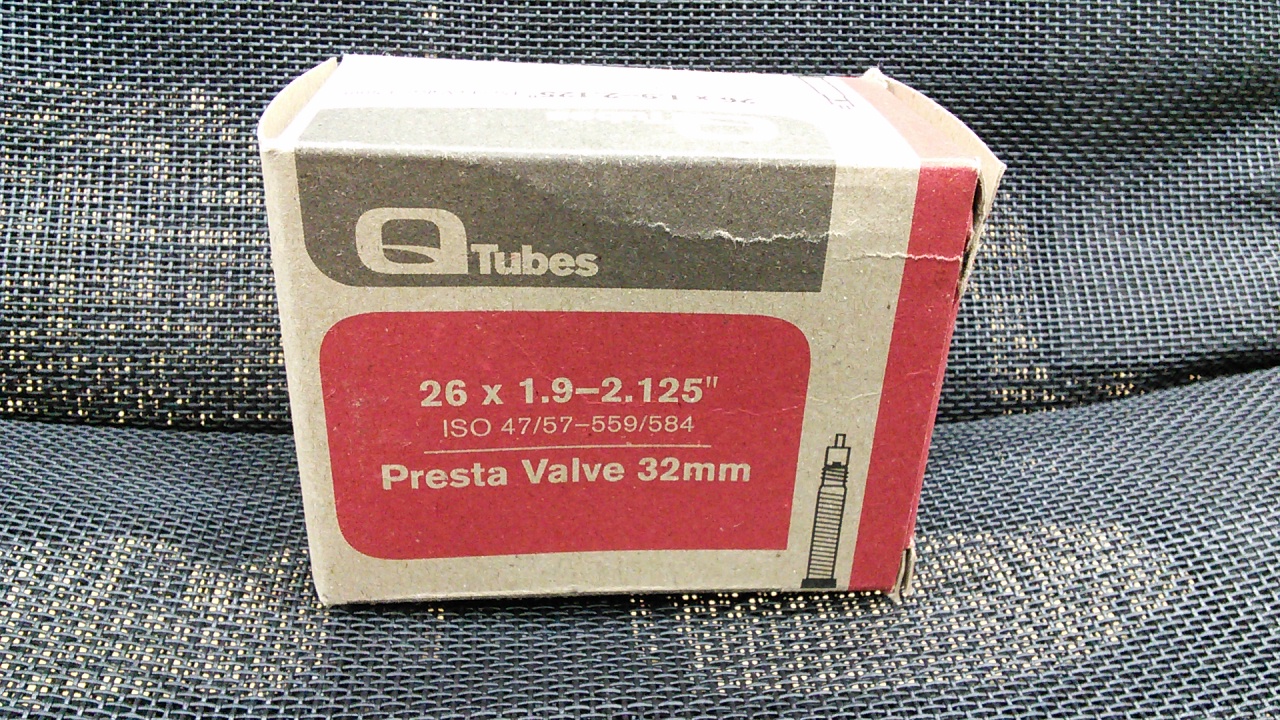 Q Tubes
26 x 1.9–2.125"
ISO 47/57–559/584
Presta Valve 32mm